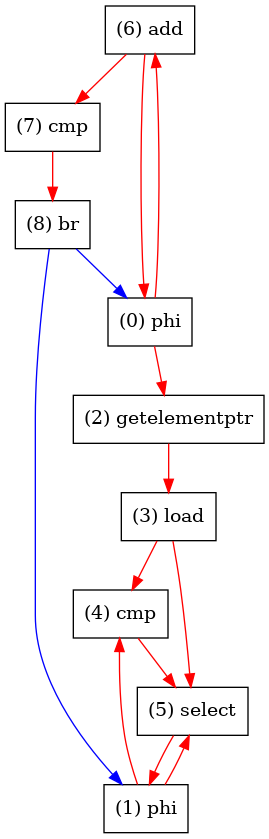 (6) add
(7) cmp
(8) br
(0) phi
(2) getelementptr
(3) load
(4) cmp
(5) select
(1) phi